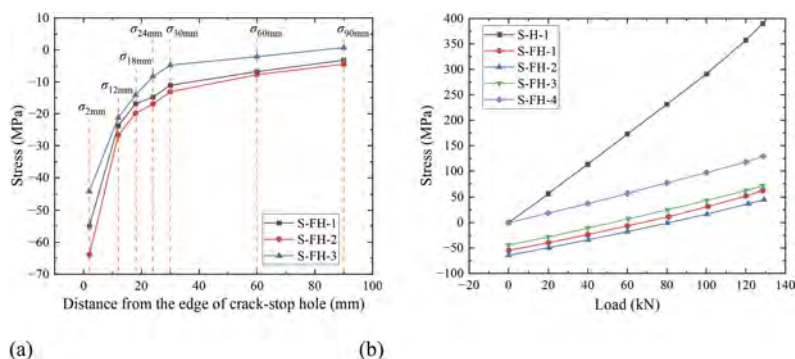 10
0
-10
-20
-30
-40
-50
-60
-70
Stress (MPa)
σ2mm
σ12mm
σ18mm
σ24mm
σ30mm
σ60mm
σ90mm
S-FH-1
S-FH-2
S-FH-3
0 20 40 60 80 100
Distance from the edge of crack-stop hole (mm)
(a)
400
350
300
250
200
150
100
50
0
-50
-100
Stress (MPa)
S-H-1
S-FH-1
S-FH-2
S-FH-3
S-FH-4
0 20 40 60 80 100 120 140
Load (kN)
(b)